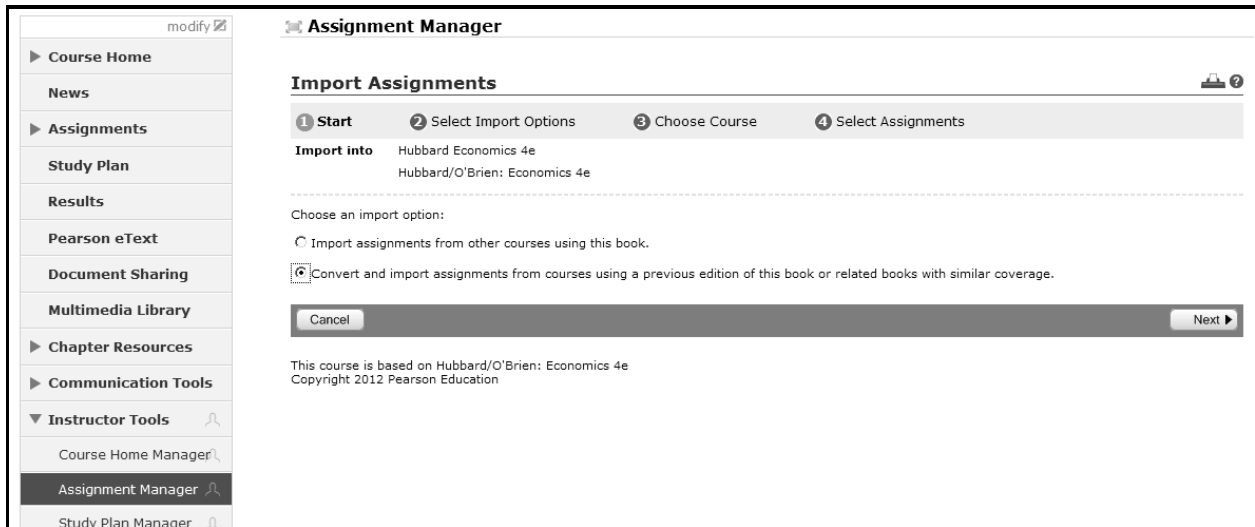 modify
Course Home
News
Assignments
Study Plan
Results
Pearson eText
Document Sharing
Multimedia Library
Chapter Resources
Communication Tools
Instructor Tools
Course Home Manager
Assignment Manager
Study Plan Manager
Assignment Manager
Import Assignments
1 Start 2 Select Import Options 3 Choose Course 4 Select Assignments
Import into Hubbard Economics 4e
Hubbard/O'Brien: Economics 4e
Choose an import option:
Import assignments from other courses using this book.
Convert and import assignments from courses using a previous edition of this book or related books with similar coverage.
Cancel Next
This course is based on Hubbard/O'Brien: Economics 4e
Copyright 2012 Pearson Education